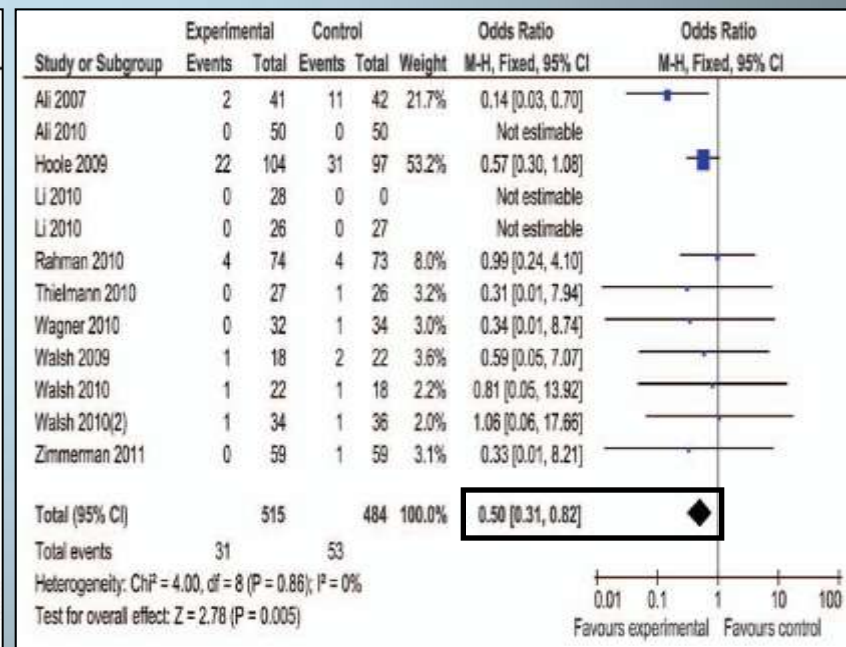 Experimental Control Odds Ratio Odds Ratio
Study or Subgroup Events Total Events Total Weight M-H, Fixed, 95% CI M-H, Fixed, 95% CI
Ali 2007 2 41 11 42 21.7% 0.14 [0.03, 0.70]
Ali 2010 0 50 0 50 Not estimable
Hoole 2009 22 104 31 97 53.2% 0.57 [0.30, 1.08]
Li 2010 0 28 0 0 Not estimable
Li 2010 0 26 0 27 Not estimable
Rahman 2010 4 74 4 73 8.0% 0.99 [0.24, 4.10]
Thielmann 2010 0 27 1 26 3.2% 0.31 [0.01, 7.94]
Wagner 2010 0 32 1 34 3.0% 0.34 [0.01, 8.74]
Walsh 2009 1 18 2 22 3.6% 0.59 [0.05, 7.07]
Walsh 2010 1 22 1 18 2.2% 0.81 [0.05, 13.92]
Walsh 2010(2) 1 34 1 36 2.0% 1.06 [0.06, 17.66]
Zimmerman 2011 0 59 1 59 3.1% 0.33 [0.01, 8.21]
Total (95% CI) 515 484 100.0% 0.50 [0.31, 0.82]
Total events 31 53
Heterogeneity: Chi² = 4.00, df = 8 (P = 0.86); I² = 0%
Test for overall effect: Z = 2.78 (P = 0.005)
0.01 0.1 1 10 100
Favours experimental Favours control